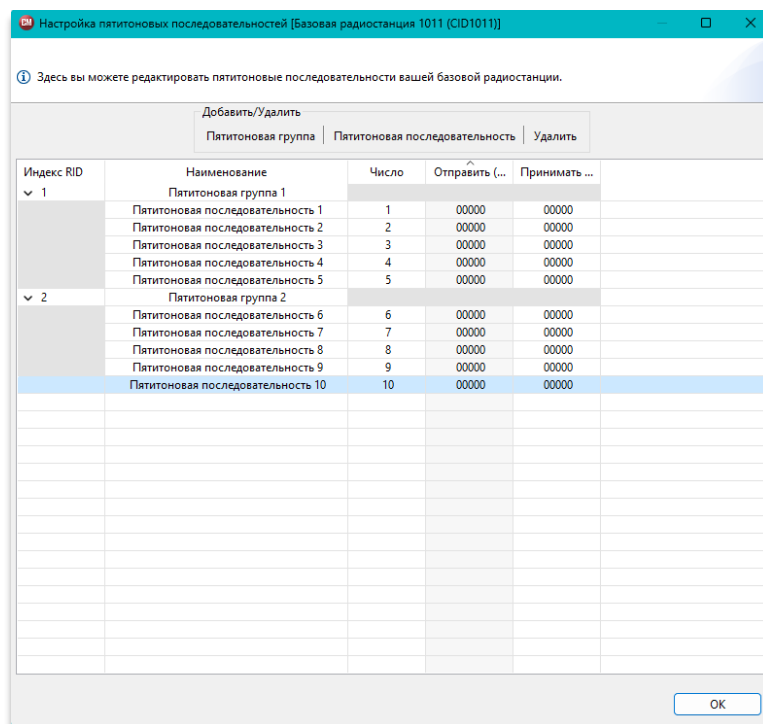 CM Настройка пятитоновых последовательностей [Базовая радиостанция 1011 (CID1011)]
Здесь вы можете редактировать пятитоновые последовательности вашей базовой радиостанции.
Добавить/Удалить
Пятитоновая группа Пятитоновая последовательность Удалить
Индекс RID Наименование Число Отправить (... Принимать ...
1 Пятитоновая группа 1
Пятитоновая последовательность 1 1 00000 00000
Пятитоновая последовательность 2 2 00000 00000
Пятитоновая последовательность 3 3 00000 00000
Пятитоновая последовательность 4 4 00000 00000
Пятитоновая последовательность 5 5 00000 00000
2 Пятитоновая группа 2
Пятитоновая последовательность 6 6 00000 00000
Пятитоновая последовательность 7 7 00000 00000
Пятитоновая последовательность 8 8 00000 00000
Пятитоновая последовательность 9 9 00000 00000
Пятитоновая последовательность 10 10 00000 00000
OK